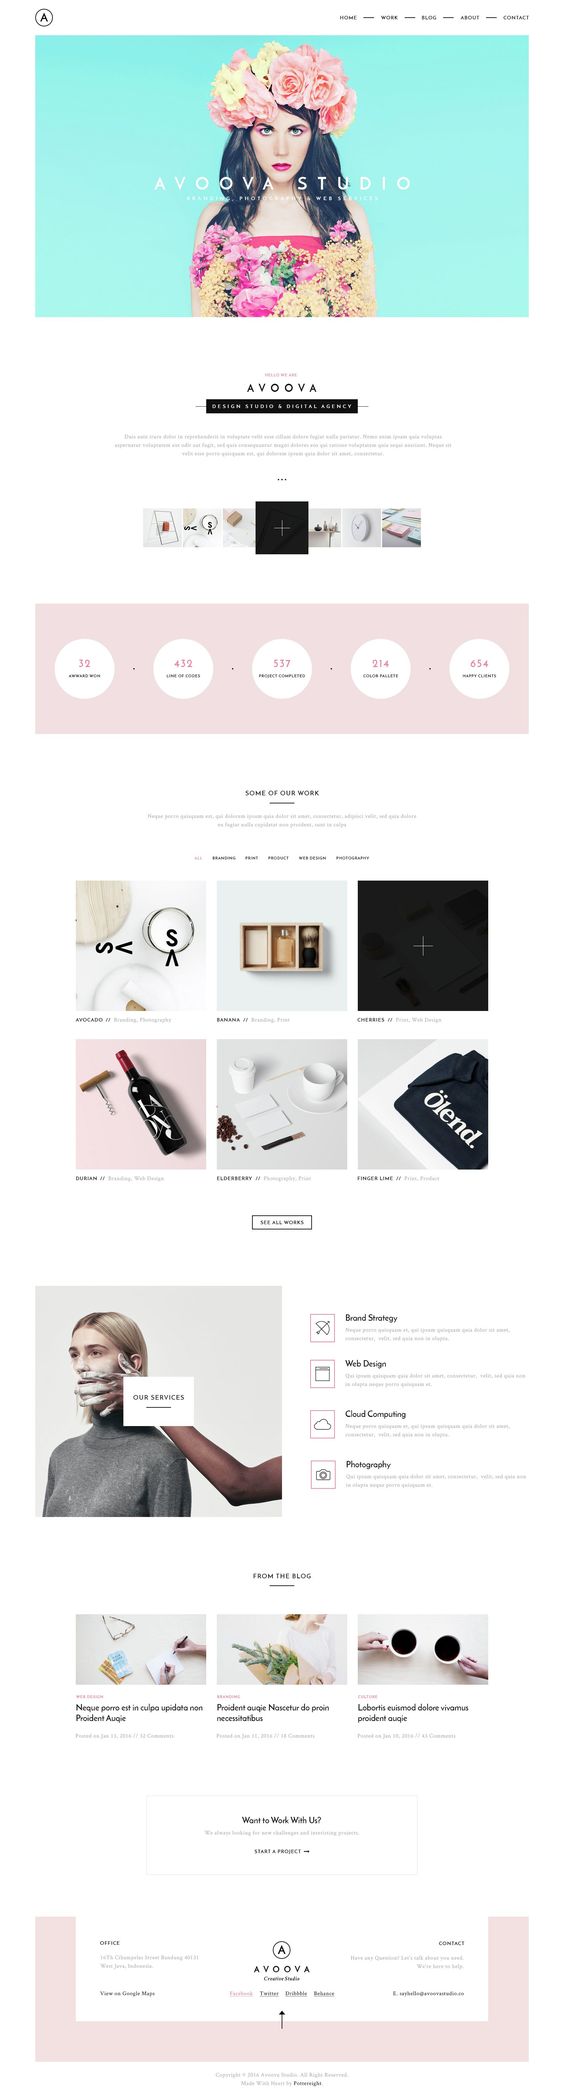 A
HOME — WORK — BLOG — ABOUT — CONTACT
AVOOVA STUDIO
BRANDING, PHOTOGRAPHY & WEB SERVICES
HELLO WE ARE
AVOOVA
DESIGN STUDIO & DIGITAL AGENCY
Duis aute irure dolor in reprehenderit in voluptate velit esse cillum dolore fugiat nulla pariatur. Nemo enim ipsam quia voluptas
aspernatur voluptatem aut odit aut fugit, sed quia consequuntur magni dolores eos qui ratione voluptatem quia sequi nesciunt. Neque sit
velit esse porro quisquam est, qui dolorem ipsum quia dolor sit amet, consectetur.
...
32 • 432 • 537 • 214 • 654
AWWARD WON LINE OF CODES PROJECT COMPLETED COLOR PALLETE HAPPY CLIENTS
SOME OF OUR WORK
Neque porro quisquam est, qui dolorem ipsum quia dolor sit amet, consectetur, adipisci velit, sed quia dolore
eu fugiat nulla cupidatat non proident, sunt in culpa
ALL BRANDING PRINT PRODUCT WEB DESIGN PHOTOGRAPHY
AVOCADO // Branding, Photography
BANANA // Branding, Print
CHERRIES // Print, Web Design
Ölend.
DURIAN // Branding, Web Design
ELDERBERRY // Photography, Print
FINGER LIME // Print, Product
SEE ALL WORKS
OUR SERVICES
Brand Strategy
Neque porro quisquam et, qui ipsum quisquam quia dolor sit amet,
consectetur, velit, sed quia non in olupta.
Web Design
Qui ipsum quisquam quia dolor sit amet, consectetur, velit, sed quia non
in olupta neque porro quisquam et.
Cloud Computing
Neque porro quisquam et, qui ipsum quisquam quia dolor sit amet,
consectetur, velit, sed quia non in olupta.
Photography
Qui ipsum quisquam quia dolor sit amet, consectetur, velit, sed quia non
in olupta neque porro quisquam et.
FROM THE BLOG
WEB DESIGN
Neque porro est in culpa upidata non
Proident Auqie
Posted on Jan 13, 2016 // 32 Comments
BRANDING
Proident auqie Nascetur do proin
necessitatibus
Posted on Jan 11, 2016 // 18 Comments
CULTURE
Lobortis euismod dolore vivamus
proident auqie
Posted on Jan 10, 2016 // 45 Comments
Want to Work With Us?
We always looking for new challenges and interisting projects.
START A PROJECT
OFFICE
167h Cihampelas Street Bandung 40131
West Java, Indonesia.
View on Google Maps
A
AVOOVA
Creative Studio
Facebook Twitter Dribbble Behance
CONTACT
Have any Question? Let's talk about you need.
We're here to help.
E. sayhello@avoovastudio.co
Copyright © 2016 Avoova Studio. All Right Reserved.
Made With Heart by Pottereight.